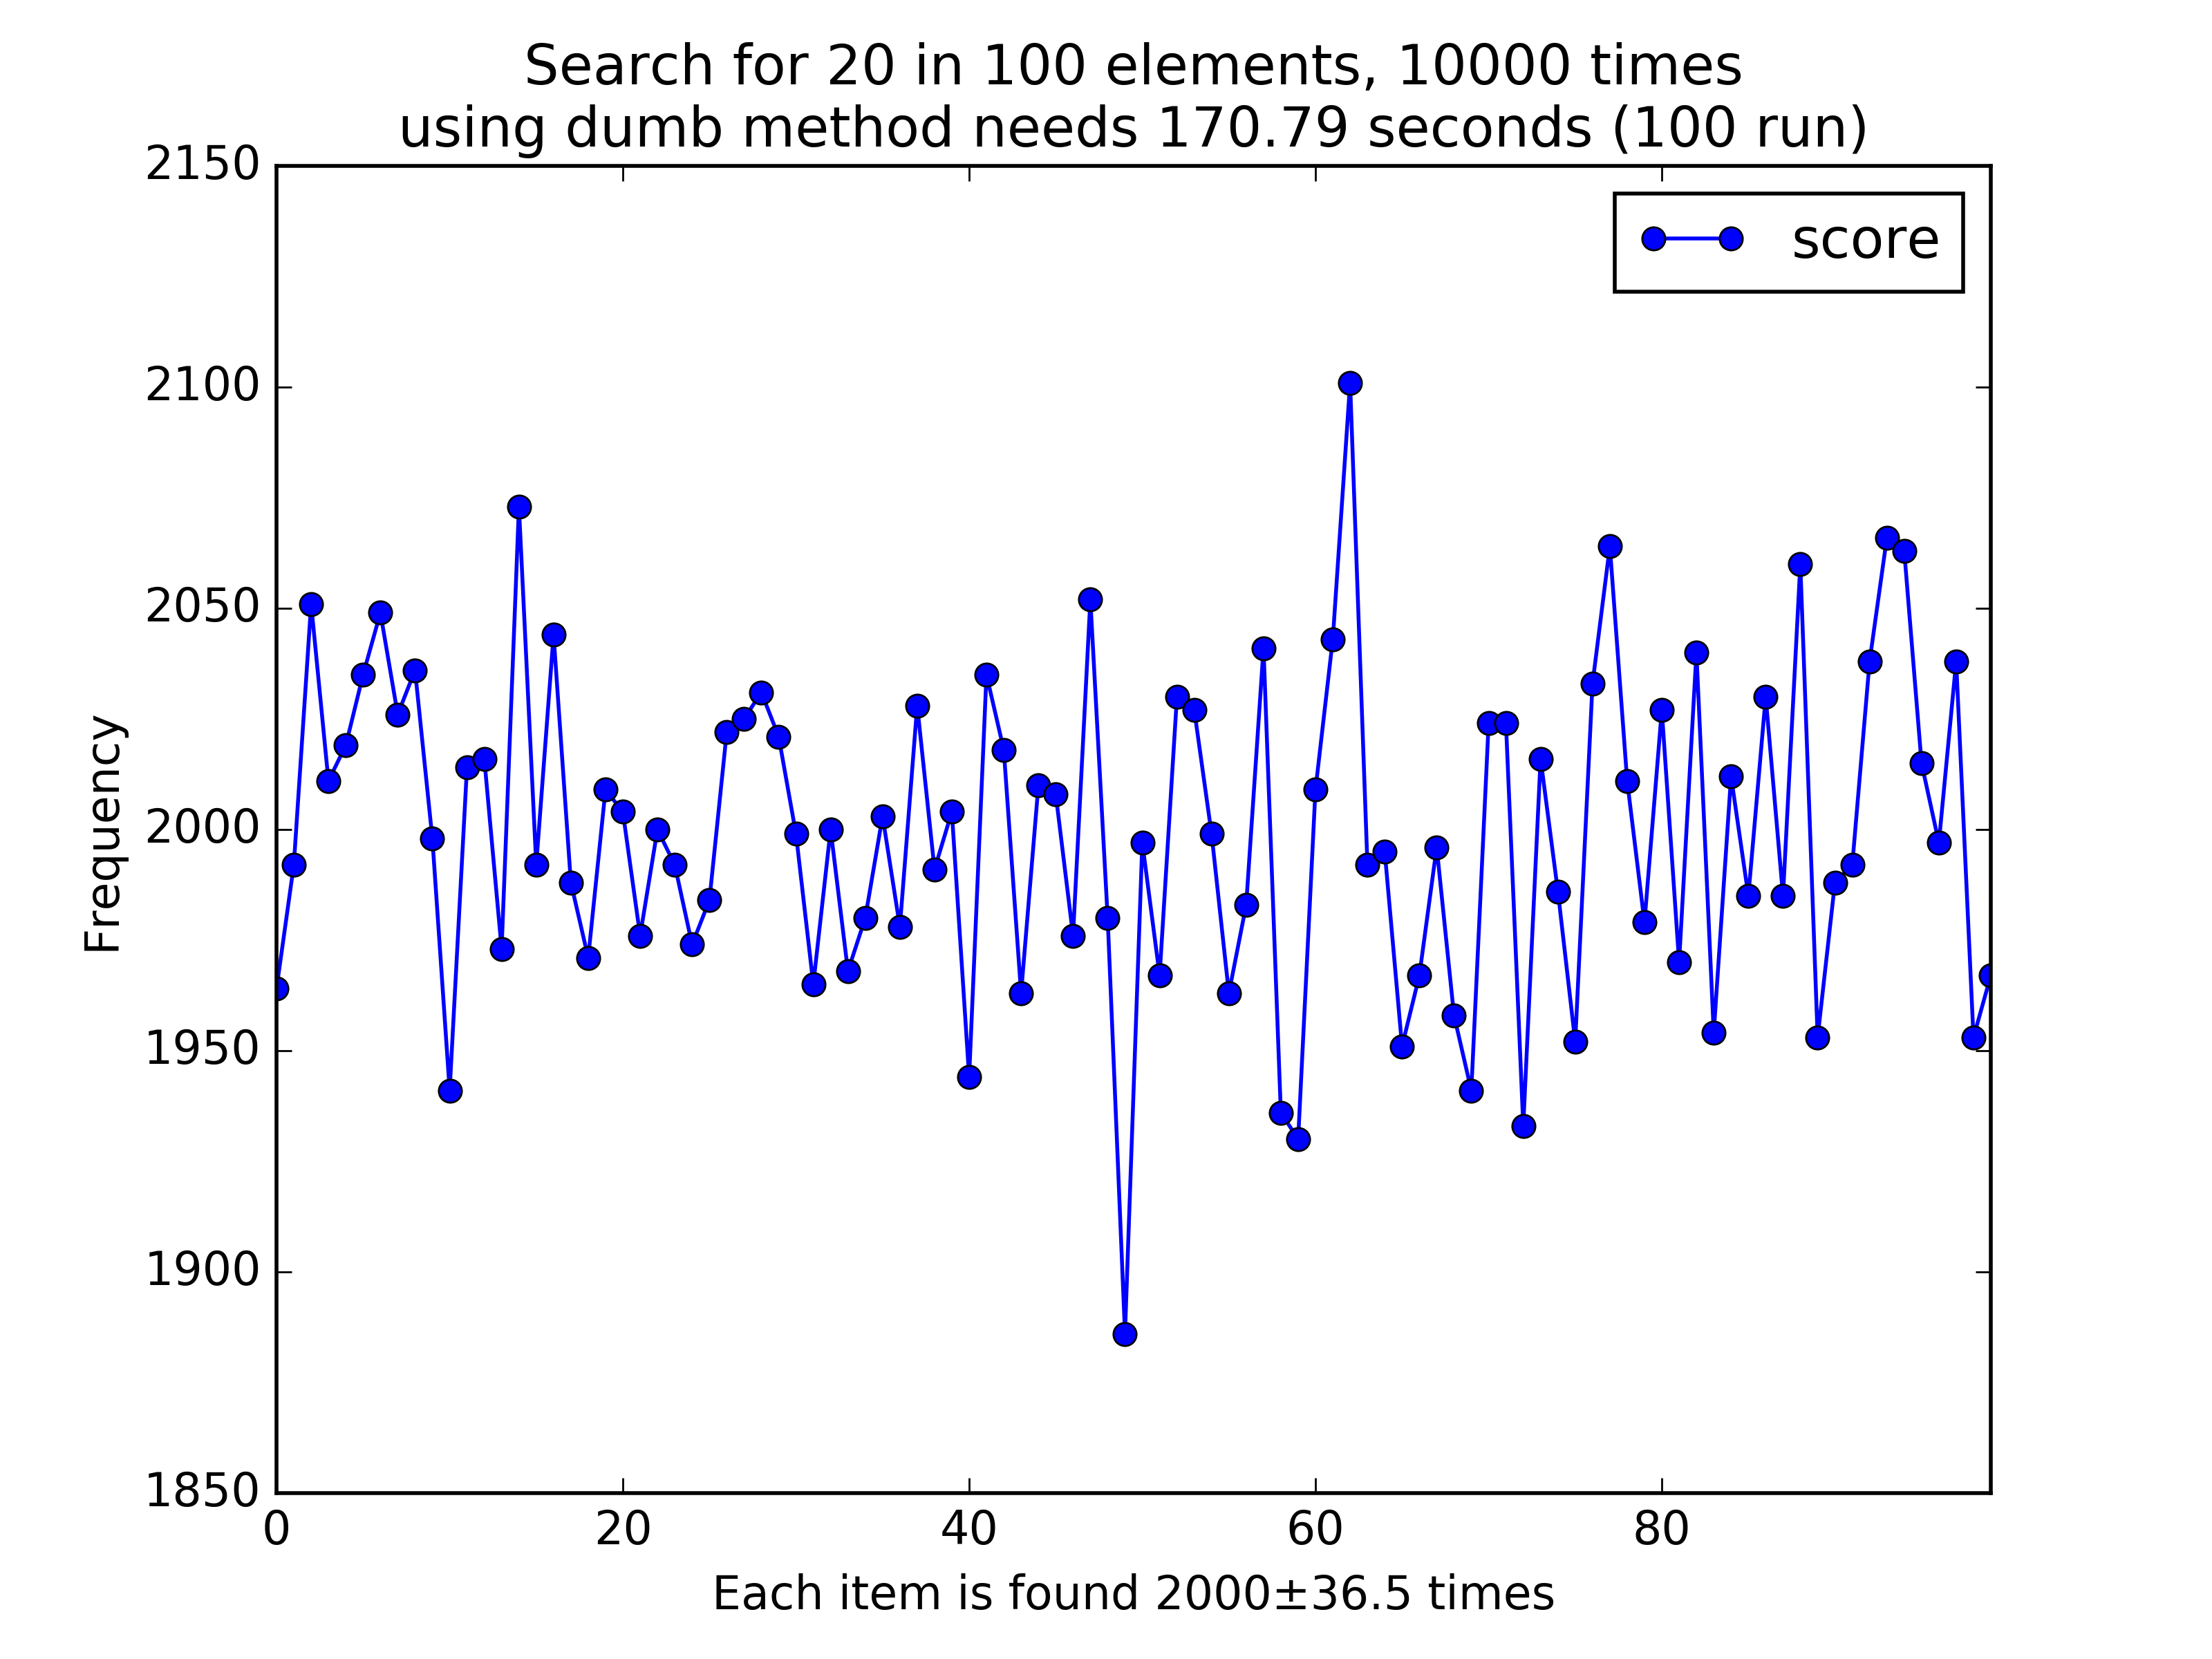 Search for 20 in 100 elements, 10000 times
using dumb method needs 170.79 seconds (100 run)
score
2150
2100
2050
2000
1950
1900
1850
Frequency
0 20 40 60 80
Each item is found 2000±36.5 times